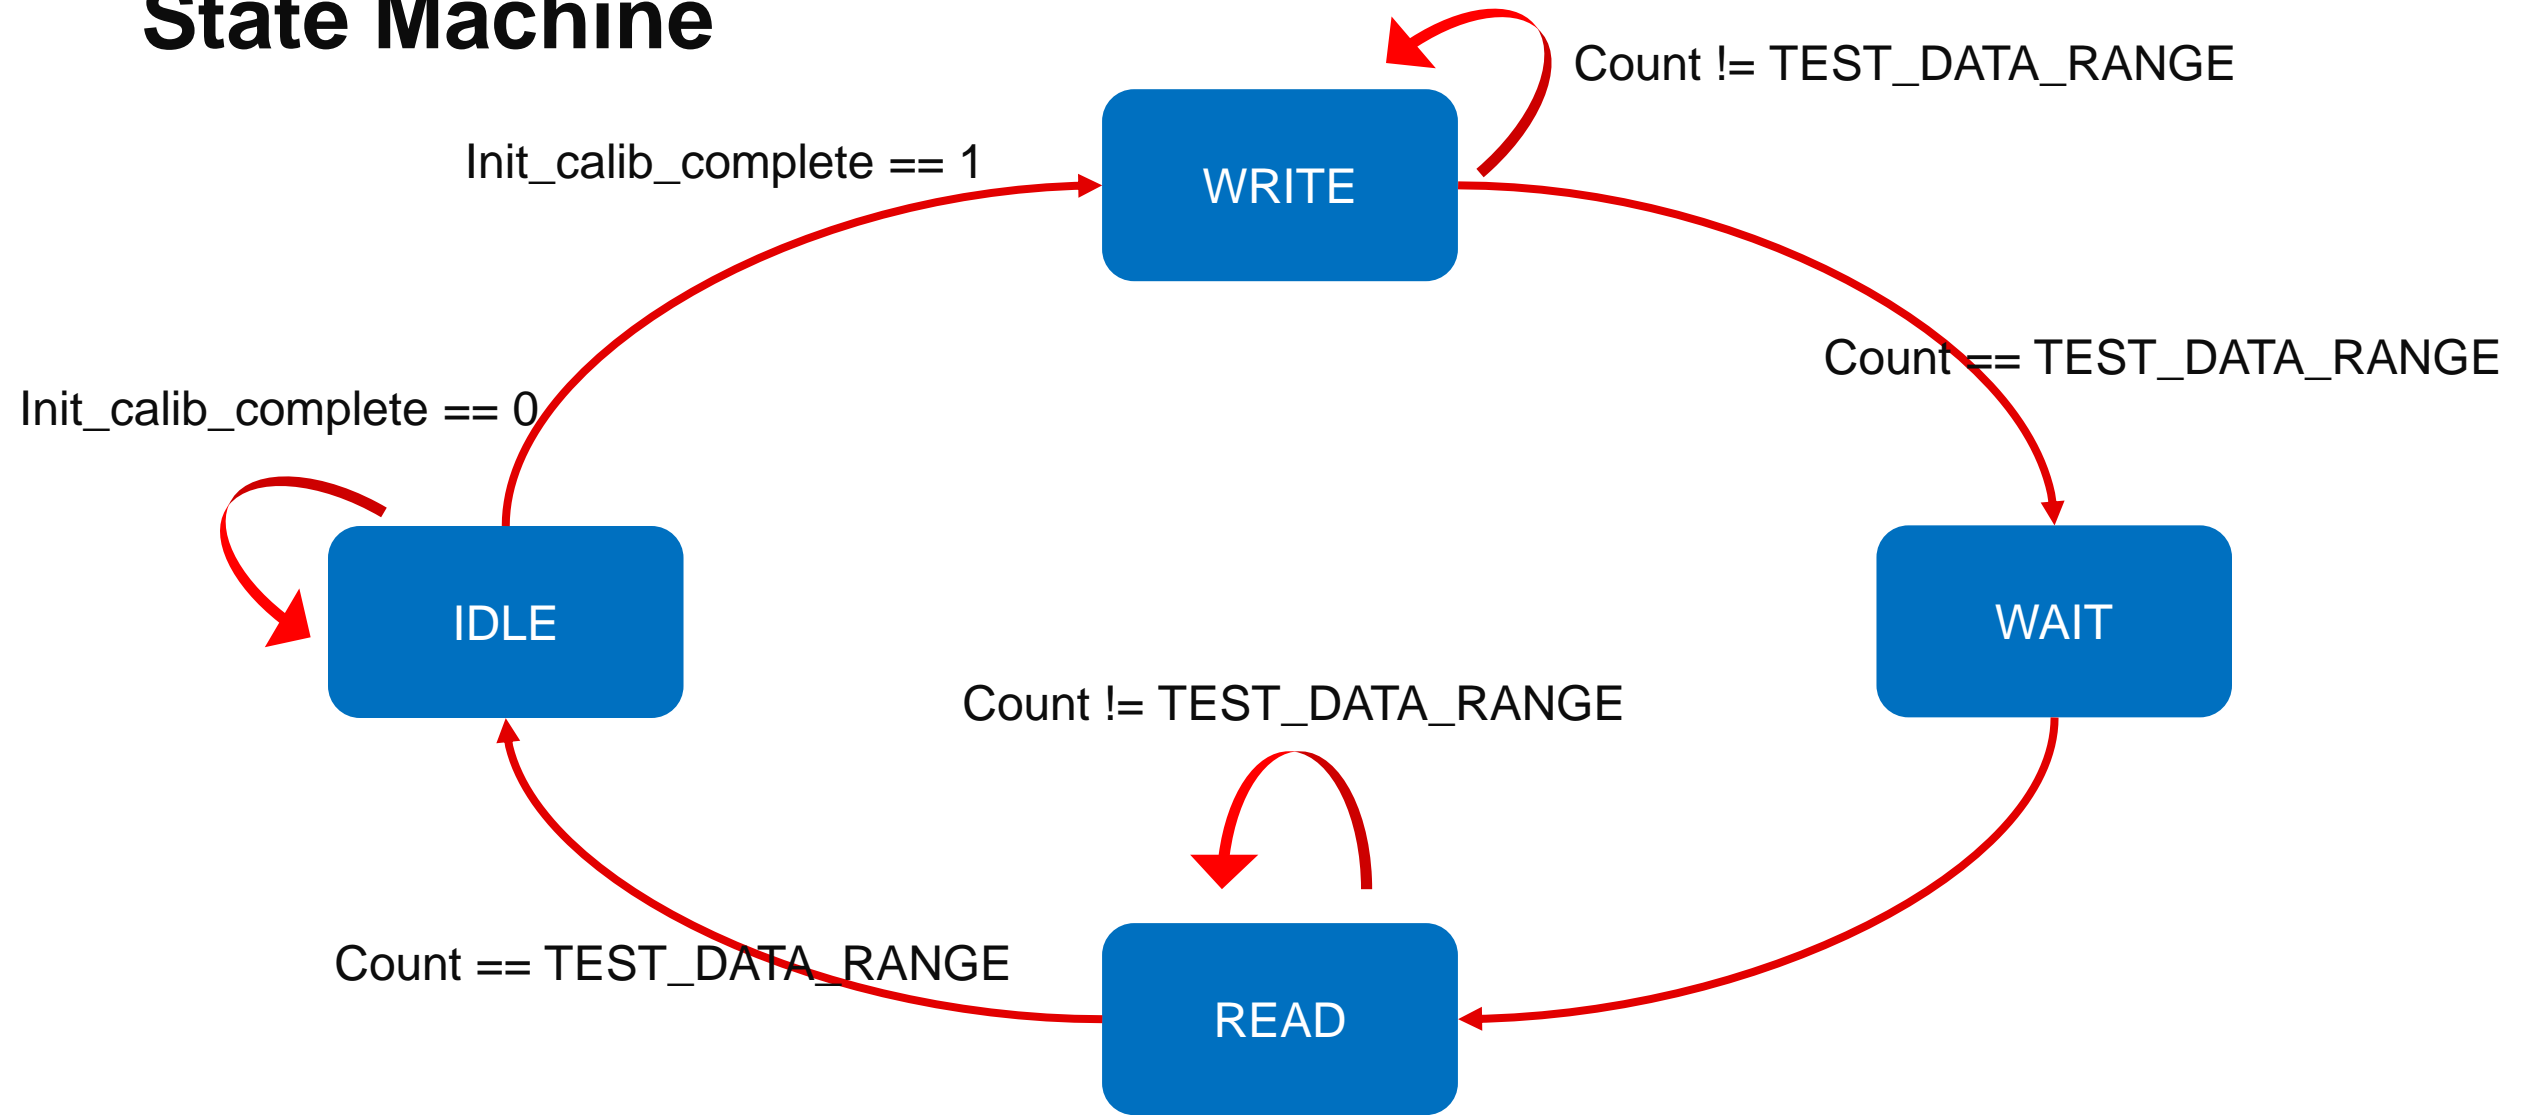 State Machine
Count != TEST_DATA_RANGE
Init_calib_complete == 1
WRITE
Count == TEST_DATA_RANGE
Init_calib_complete == 0
IDLE
WAIT
Count != TEST_DATA_RANGE
Count == TEST_DATA_RANGE
READ